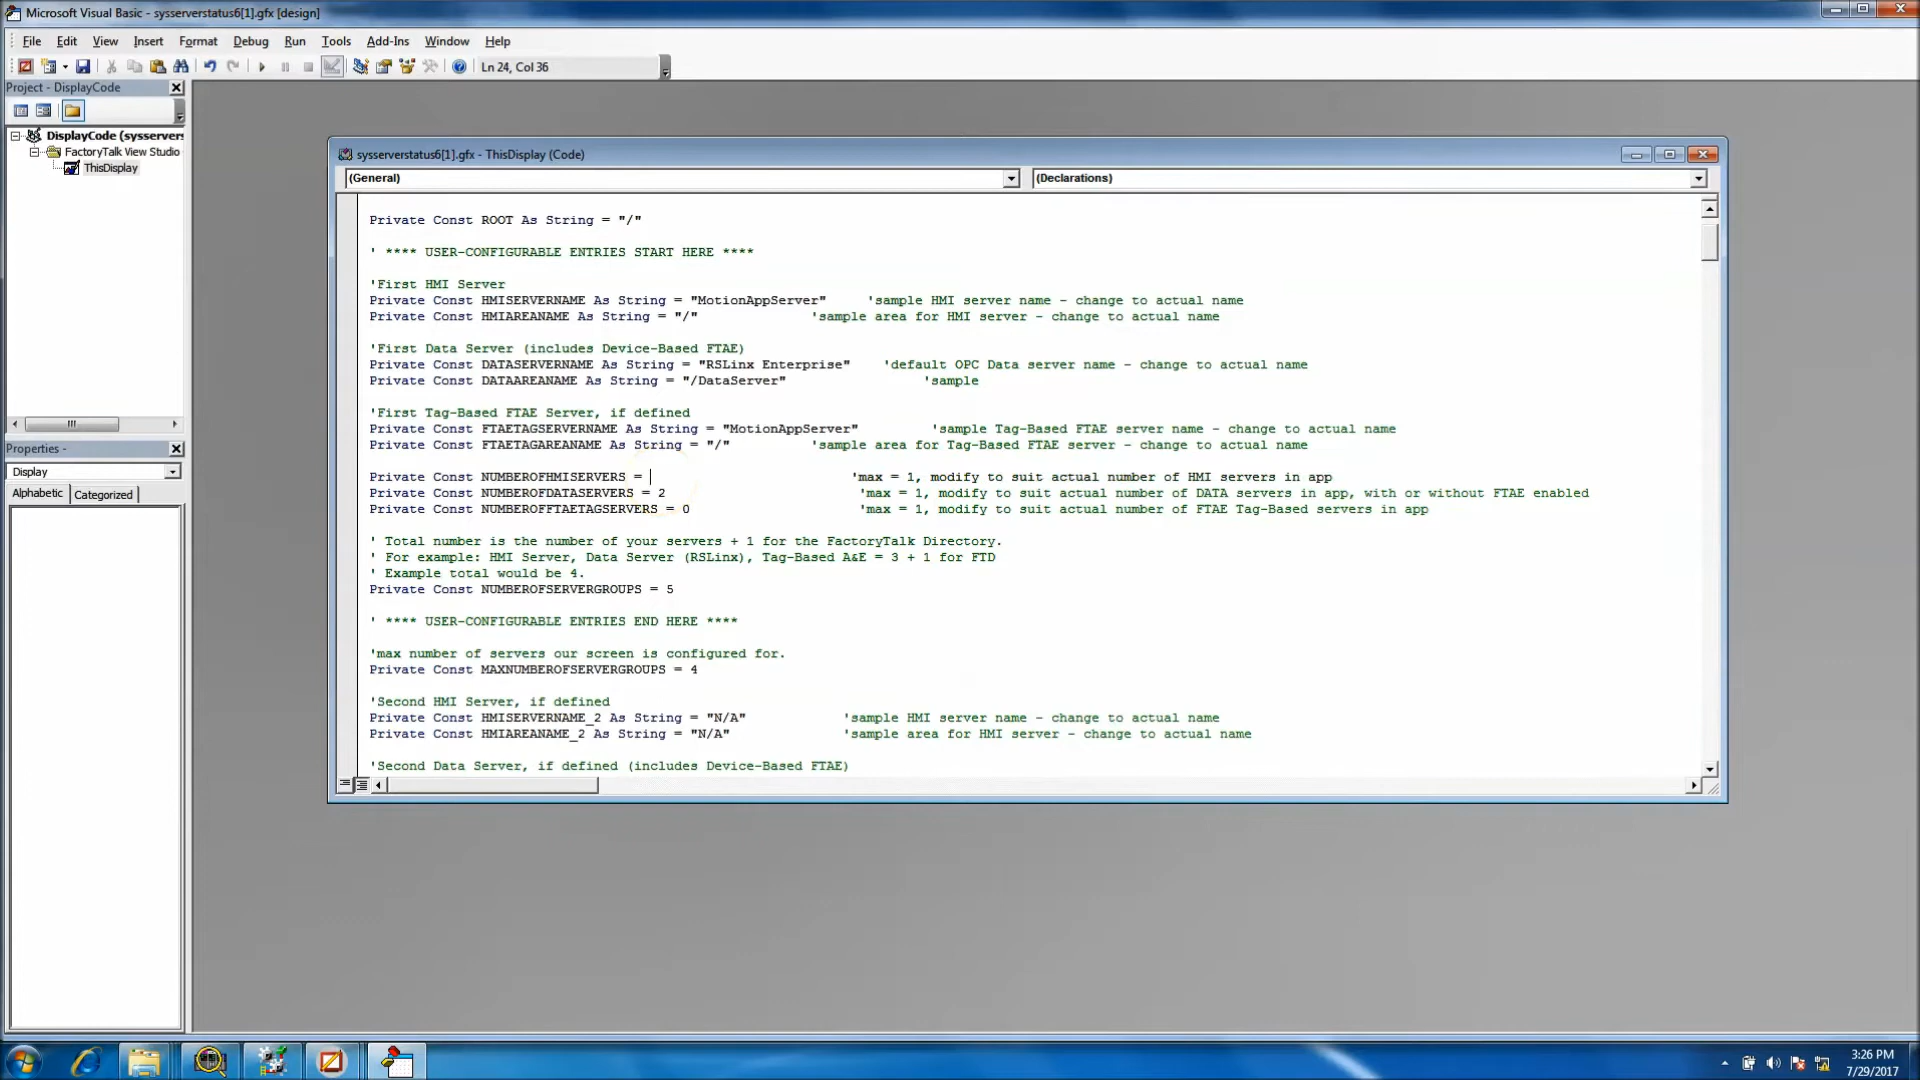 Microsoft Visual Basic - sysserverstatus6[1].gfx [design]
File Edit View Insert Format Debug Run Tools Add-Ins Window Help
Ln 24, Col 36
Project - DisplayCode
DisplayCode (sysservers
FactoryTalk View Studio
ThisDisplay
Properties -
Display
Alphabetic Categorized
sysserverstatus6[1].gfx - ThisDisplay (Code)
(General) (Declarations)
Private Const ROOT As String = "/"
' **** USER-CONFIGURABLE ENTRIES START HERE ****
'First HMI Server
Private Const HMISERVERNAME As String = "MotionAppServer" 'sample HMI server name - change to actual name
Private Const HMIAREANAME As String = "/" 'sample area for HMI server - change to actual name
'First Data Server (includes Device-Based FTAE)
Private Const DATASERVERNAME As String = "RSLinx Enterprise" 'default OPC Data server name - change to actual name
Private Const DATAAREANAME As String = "/DataServer" 'sample
'First Tag-Based FTAE Server, if defined
Private Const FTAETAGSERVERNAME As String = "MotionAppServer" 'sample Tag-Based FTAE server name - change to actual name
Private Const FTAETAGAREANAME As String = "/" 'sample area for Tag-Based FTAE server - change to actual name
Private Const NUMBEROFHMISERVERS = 'max = 1, modify to suit actual number of HMI servers in app
Private Const NUMBEROFDATASERVERS = 2 'max = 1, modify to suit actual number of DATA servers in app, with or without FTAE enabled
Private Const NUMBEROFFTAETAGSERVERS = 0 'max = 1, modify to suit actual number of FTAE Tag-Based servers in app
' Total number is the number of your servers + 1 for the FactoryTalk Directory.
' For example: HMI Server, Data Server (RSLinx), Tag-Based A&E = 3 + 1 for FTD
' Example total would be 4.
Private Const NUMBEROFSERVERGROUPS = 5
' **** USER-CONFIGURABLE ENTRIES END HERE ****
'max number of servers our screen is configured for.
Private Const MAXNUMBEROFSERVERGROUPS = 4
'Second HMI Server, if defined
Private Const HMISERVERNAME_2 As String = "N/A" 'sample HMI server name - change to actual name
Private Const HMIAREANAME_2 As String = "N/A" 'sample area for HMI server - change to actual name
'Second Data Server, if defined (includes Device-Based FTAE)
3:26 PM
7/29/2017